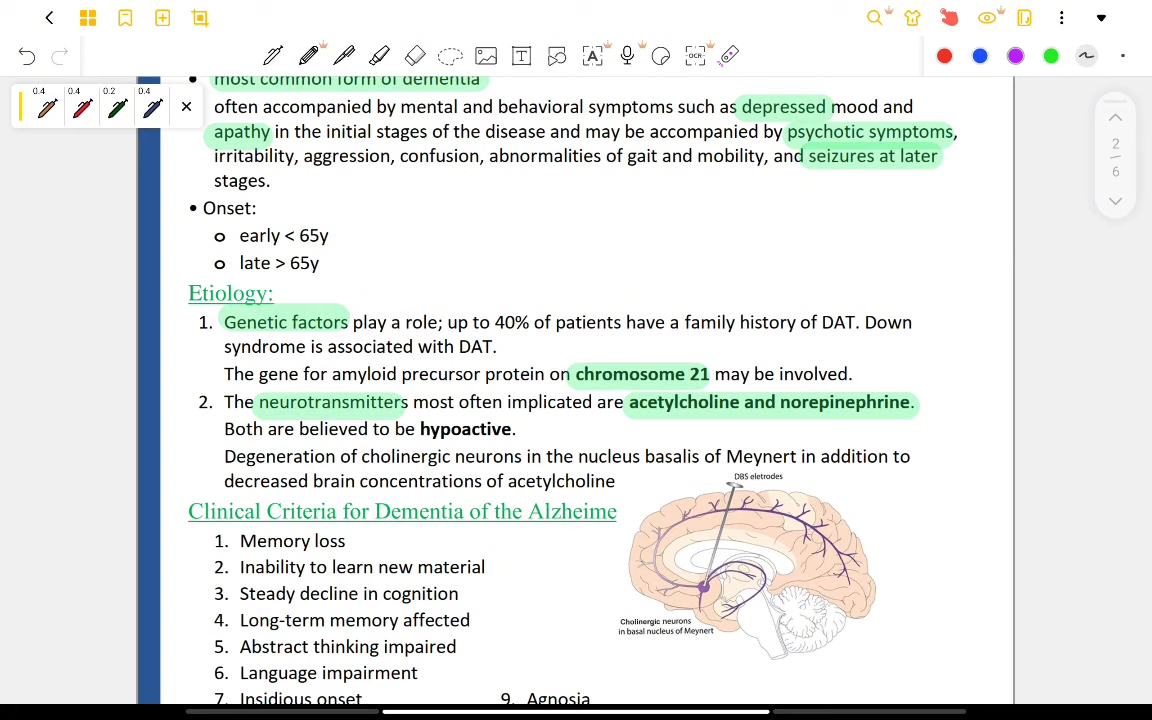 0.4 0.4 0.2 0.4
A
T
OCR
2
6
• most common form of dementia
often accompanied by mental and behavioral symptoms such as depressed mood and
apathy in the initial stages of the disease and may be accompanied by psychotic symptoms,
irritability, aggression, confusion, abnormalities of gait and mobility, and seizures at later
stages.
• Onset:
o early < 65y
o late > 65y
Etiology:
1. Genetic factors play a role; up to 40% of patients have a family history of DAT. Down
syndrome is associated with DAT.
The gene for amyloid precursor protein on chromosome 21 may be involved.
2. The neurotransmitters most often implicated are acetylcholine and norepinephrine.
Both are believed to be hypoactive.
Degeneration of cholinergic neurons in the nucleus basalis of Meynert in addition to
decreased brain concentrations of acetylcholine
DBS eletrodes
Clinical Criteria for Dementia of the Alzheime
1. Memory loss
2. Inability to learn new material
3. Steady decline in cognition
4. Long-term memory affected
Cholinergic neurons
in basal nucleus of Meynert
5. Abstract thinking impaired
6. Language impairment
7. Insidious onset
9. Agnosia